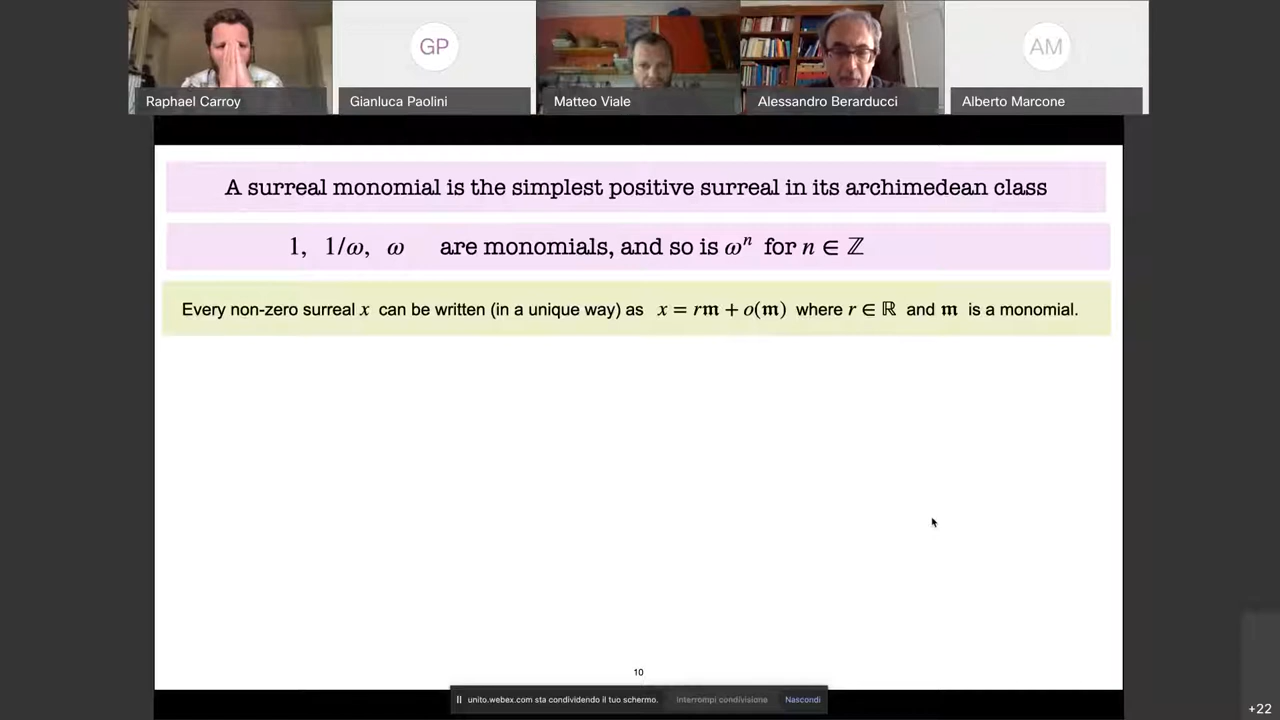 GP
AM
Raphael Carroy
Gianluca Paolini
Matteo Viale
Alessandro Berarducci
Alberto Marcone
A surreal monomial is the simplest positive surreal in its archimedean class
1, 1/ω, ω are monomials, and so is ωⁿ for n ∈ ℤ
Every non-zero surreal x can be written (in a unique way) as x = r𝔪 + o(𝔪) where r ∈ ℝ and 𝔪 is a monomial.
10
unito.webex.com sta condividendo il tuo schermo. Interrompi condivisione Nascondi
+22